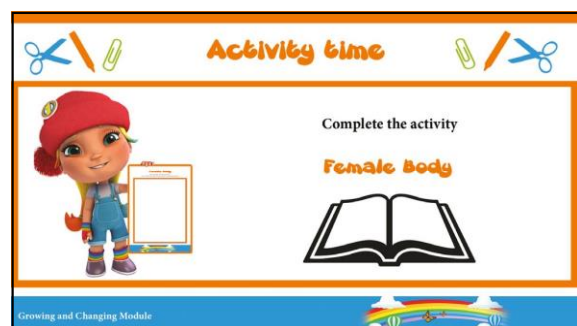 Activity time
Complete the activity
Female Body
Growing and Changing Module